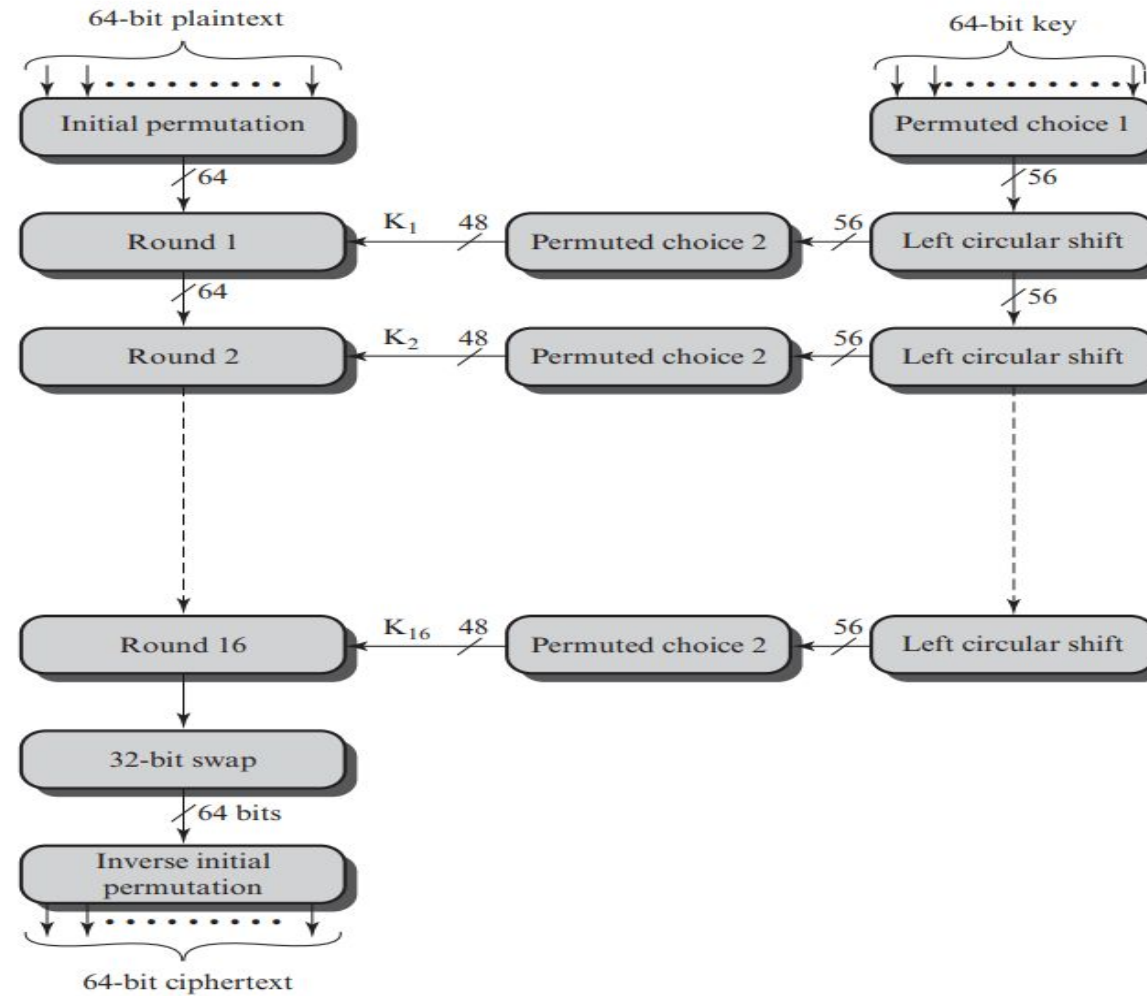 64-bit plaintext
64-bit key
Initial permutation
Permuted choice 1
64
56
Round 1
K₁
48
Permuted choice 2
56
Left circular shift
64
56
Round 2
K₂
48
Permuted choice 2
56
Left circular shift
Round 16
K₁₆
48
Permuted choice 2
56
Left circular shift
32-bit swap
64 bits
Inverse initial
permutation
64-bit ciphertext